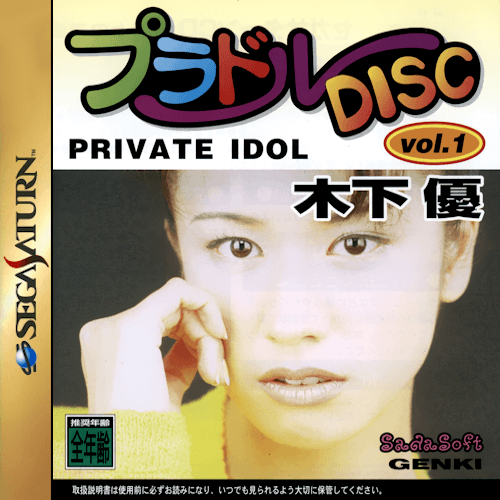 プラドルDISC
PRIVATE IDOL
vol.1
木下 優
SEGA SATURN™
推奨年齢
全年齢
SadaSoft
GENKI
取扱説明書は使用前に必ずお読みになり、いつでも見られるよう大切に保管してください。